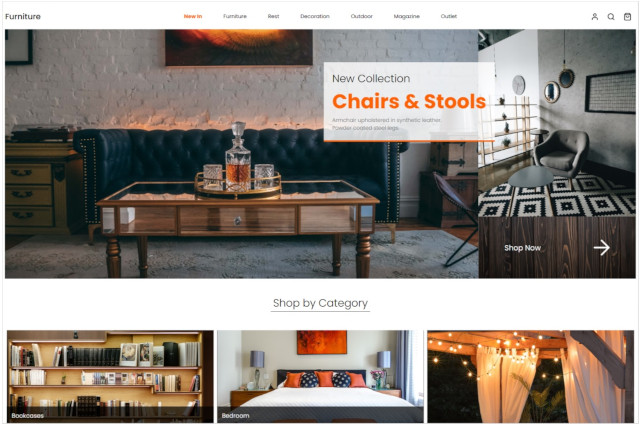 Furniture
New In
Furniture
Best
Decoration
Outdoor
Magazine
Outlet
New Collection
Chairs & Stools
Armchair upholstered in synthetic leather
Powder coated steel legs
Shop Now
Shop by Category
Bookcases
Bedroom